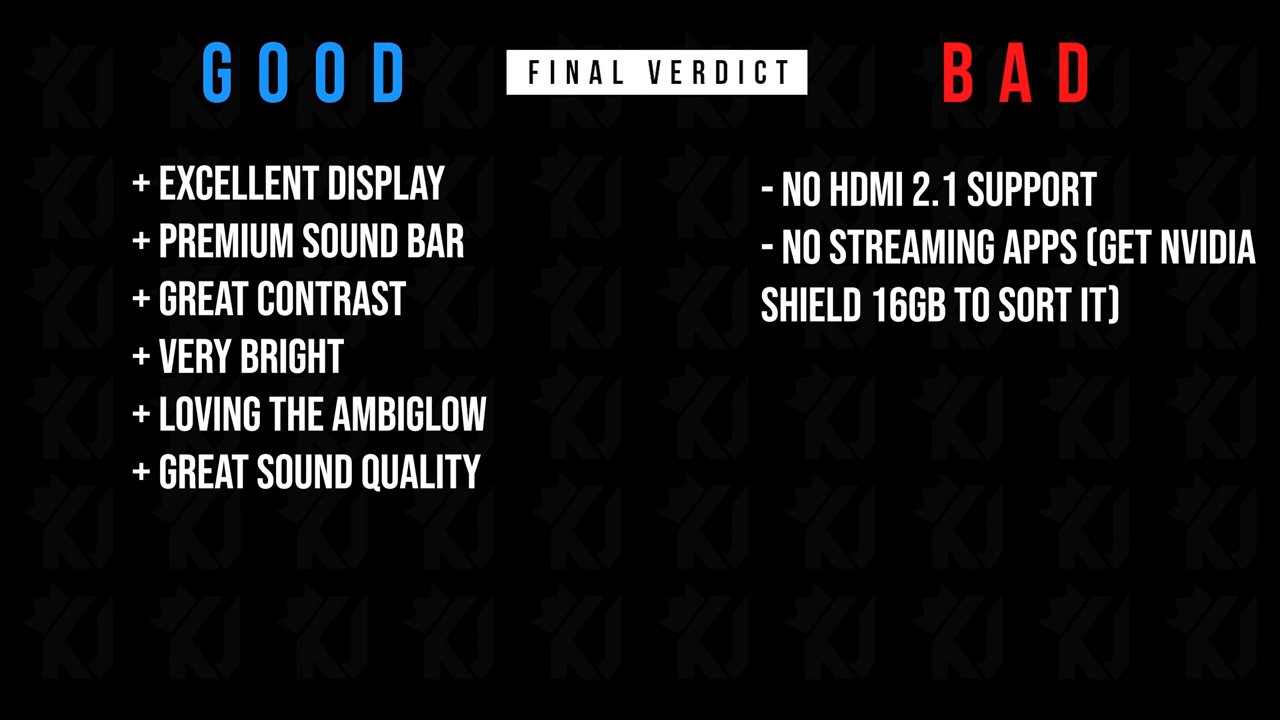 GOOD
FINAL VERDICT
BAD
+ EXCELLENT DISPLAY
+ PREMIUM SOUND BAR
+ GREAT CONTRAST
+ VERY BRIGHT
+ LOVING THE AMBIGLOW
+ GREAT SOUND QUALITY
- NO HDMI 2.1 SUPPORT
- NO STREAMING APPS (GET NVIDIA
SHIELD 16GB TO SORT IT)